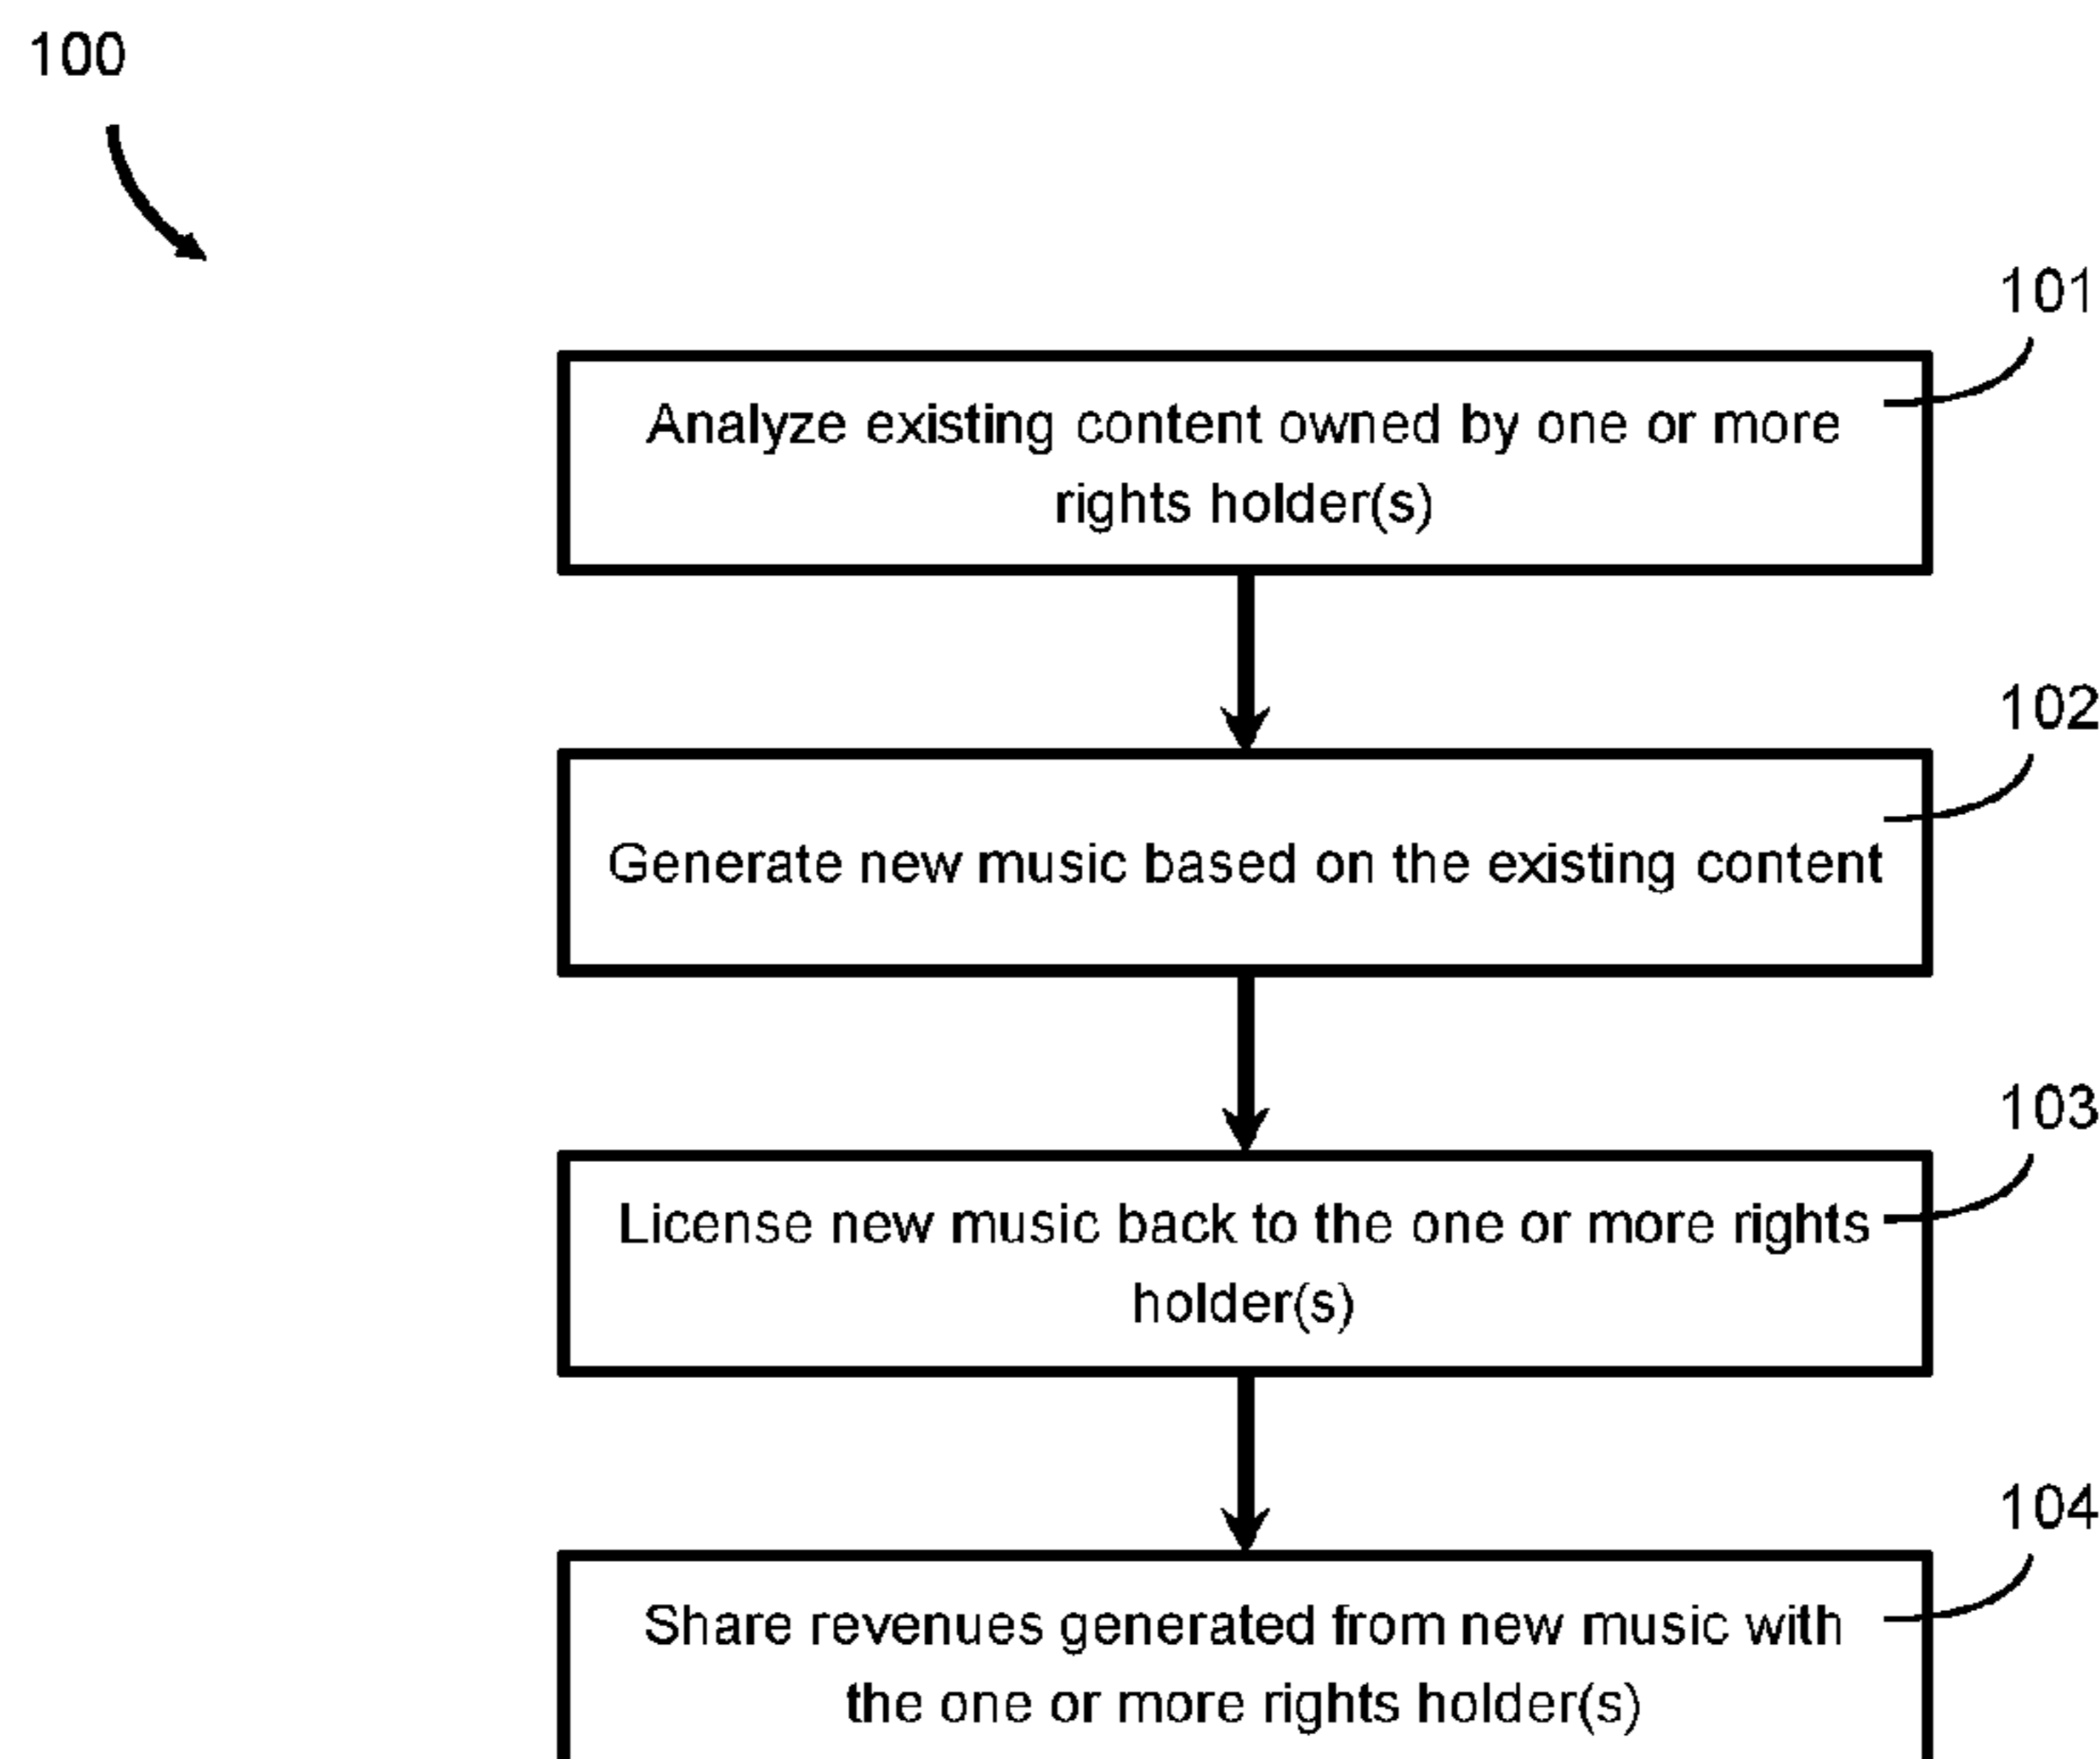 100
101
Analyze existing content owned by one or more
rights holder(s)
102
Generate new music based on the existing content
103
License new music back to the one or more rights
holder(s)
104
Share revenues generated from new music with
the one or more rights holder(s)